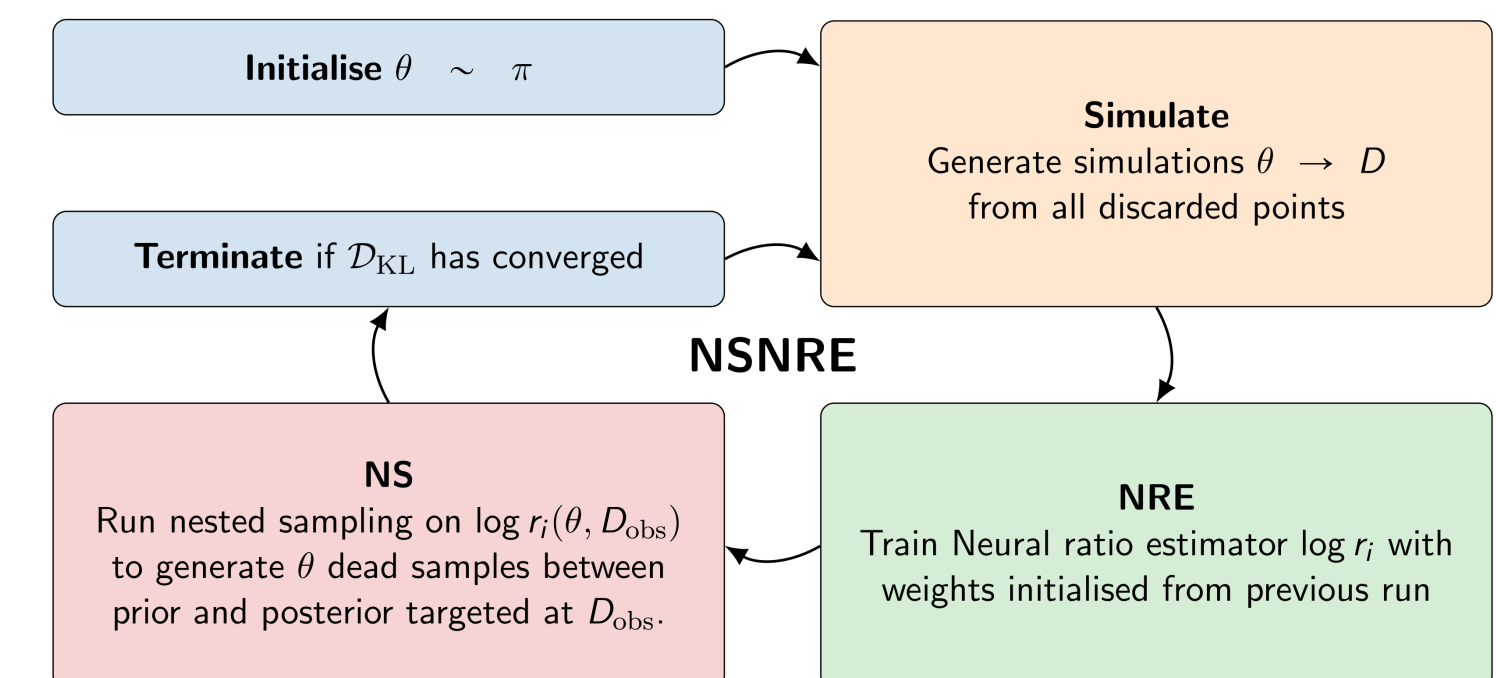 Initialise θ ∼ π
Simulate
Generate simulations θ → D
from all discarded points
Terminate if 𝒟_KL has converged
NSNRE
NS
Run nested sampling on log r_i(θ, D_obs)
to generate θ dead samples between
prior and posterior targeted at D_obs.
NRE
Train Neural ratio estimator log r_i with
weights initialised from previous run